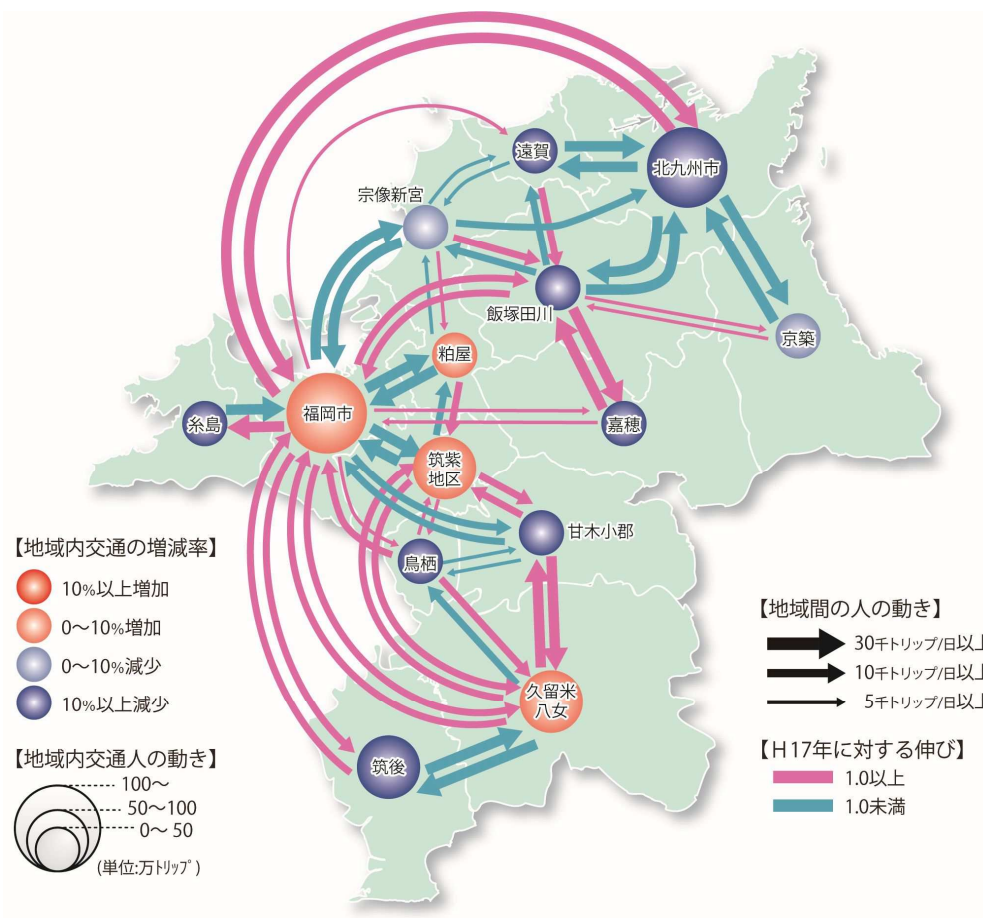 遠賀
北九州市
宗像新宮
飯塚田川
京築
粕屋
福岡市
糸島
嘉穂
筑紫
地区
甘木小郡
鳥栖
久留米
八女
筑後
【地域内交通の増減率】
10%以上増加
0〜10%増加
0〜10%減少
10%以上減少
【地域内交通人の動き】
100〜
50〜100
0〜50
(単位:万トリップ)
【地域間の人の動き】
30千トリップ/日以上
10千トリップ/日以上
5千トリップ/日以上
【H17年に対する伸び】
1.0以上
1.0未満